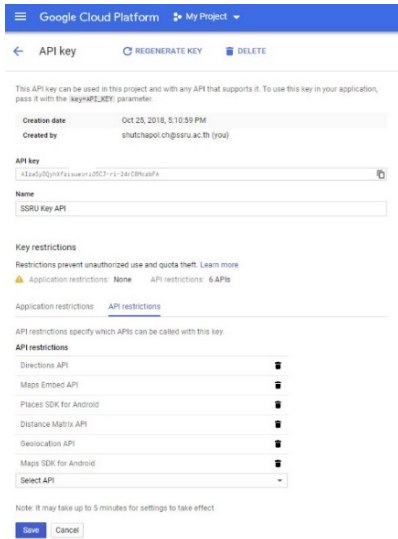 Google Cloud Platform My Project
API key REGENERATE KEY DELETE
This API key can be used in this project and with any API that supports it. To use this key in your application,
pass it with the key=API_KEY parameter.
Creation date Oct 25, 2018, 5:10:59 PM
Created by shutchapol.ch@ssru.ac.th (you)
API key
Name
SSRU Key API
Key restrictions
Restrictions prevent unauthorized use and quota theft. Learn more
Application restrictions: None API restrictions: 6 APIs
Application restrictions API restrictions
API restrictions specify which APIs can be called with this key.
API restrictions
Directions API
Maps Embed API
Places SDK for Android
Distance Matrix API
Geolocation API
Maps SDK for Android
Select API
Note: It may take up to 5 minutes for settings to take effect
Save Cancel